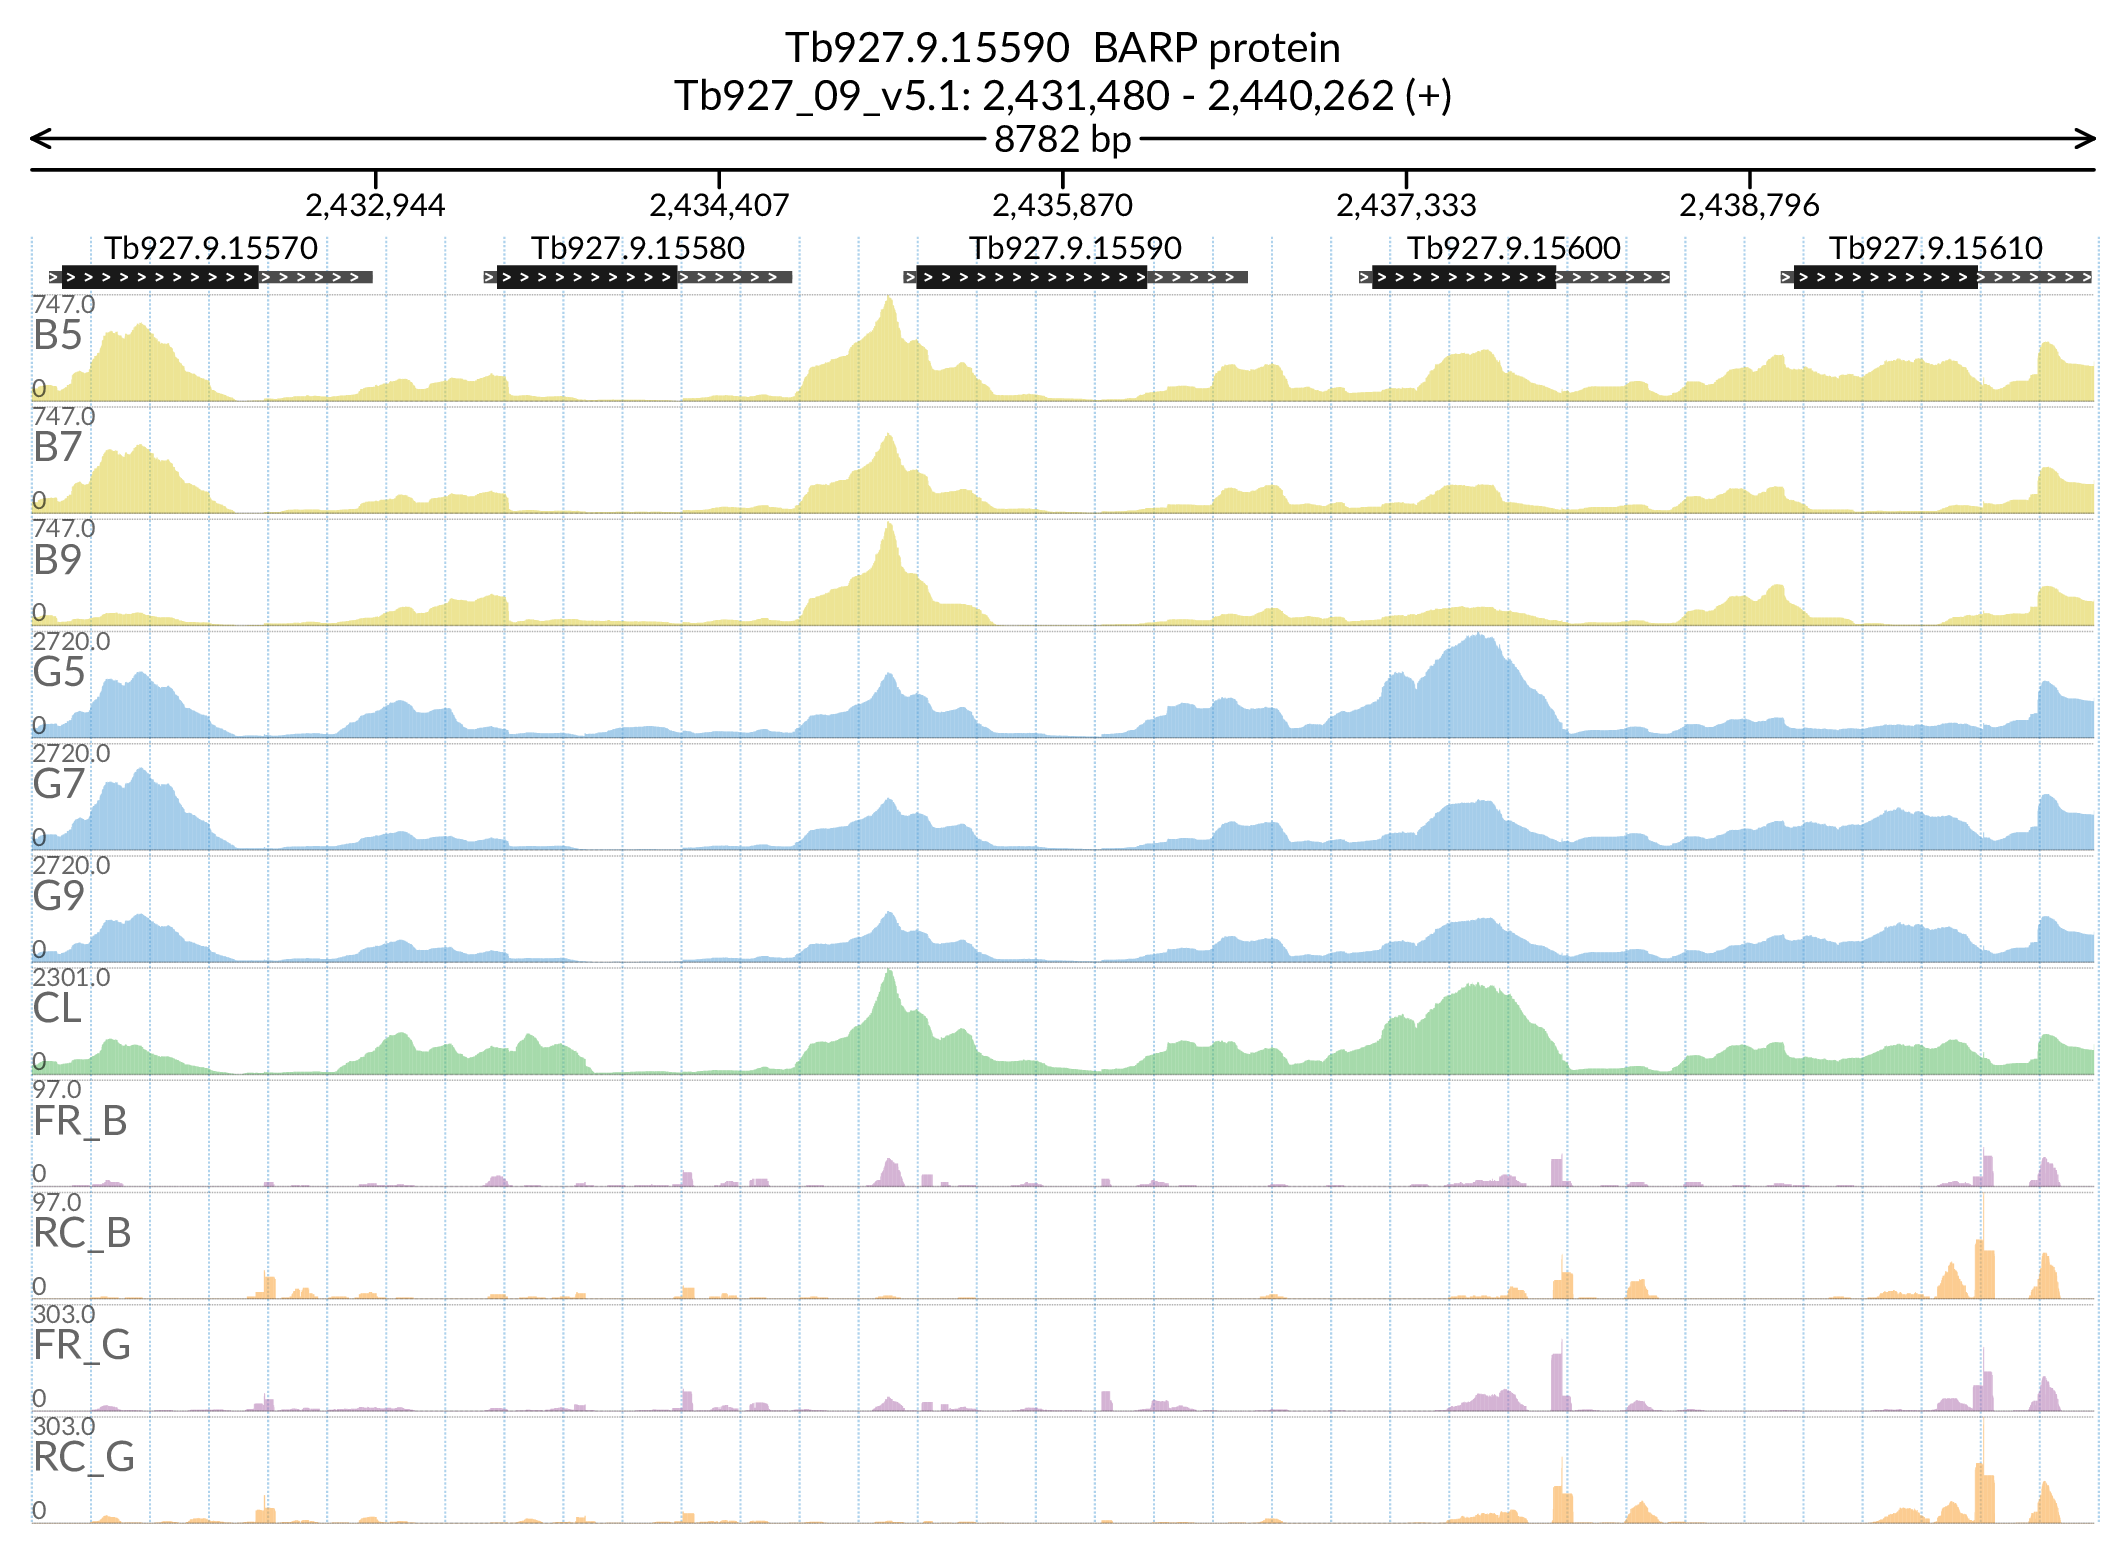 Tb927.9.15590  BARP protein
Tb927_09_v5.1: 2,431,480 - 2,440,262 (+)
8782 bp
2,432,944 2,434,407 2,435,870 2,437,333 2,438,796
Tb927.9.15570 Tb927.9.15580 Tb927.9.15590 Tb927.9.15600 Tb927.9.15610
747.0
B5
0
747.0
B7
0
747.0
B9
0
2720.0
G5
0
2720.0
G7
0
2720.0
G9
0
2301.0
CL
0
97.0
FR_B
0
97.0
RC_B
0
303.0
FR_G
0
303.0
RC_G
0